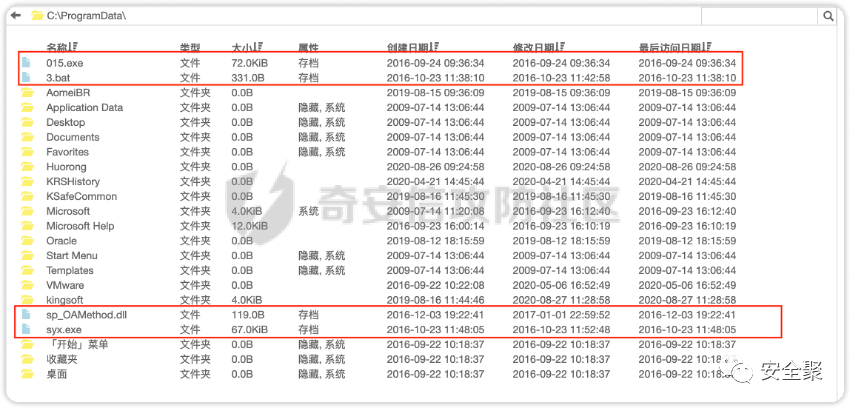 C:\ProgramData\
名称 类型 大小 属性 创建日期 修改日期 最后访问日期
015.exe 文件 72.0KiB 存档 2016-09-24 09:36:34 2016-09-24 09:36:34 2016-09-24 09:36:34
3.bat 文件 331.0B 存档 2016-10-23 11:38:10 2016-10-23 11:42:58 2016-10-23 11:38:10
AomeiBR 文件夹 0.0B 2019-08-15 09:36:09 2019-08-15 09:36:09 2019-08-15 09:36:09
Application Data 文件夹 0.0B 隐藏, 系统 2009-07-14 13:06:44 2009-07-14 13:06:44 2009-07-14 13:06:44
Desktop 文件夹 0.0B 隐藏, 系统 2009-07-14 13:06:44 2009-07-14 13:06:44 2009-07-14 13:06:44
Documents 文件夹 0.0B 隐藏, 系统 2009-07-14 13:06:44 2009-07-14 13:06:44 2009-07-14 13:06:44
Favorites 文件夹 0.0B 隐藏, 系统 2009-07-14 13:06:44 2009-07-14 13:06:44 2009-07-14 13:06:44
Huorong 文件夹 0.0B 2020-08-26 09:24:58 2020-08-26 09:24:58 2020-08-26 09:24:58
KRSHistory 文件夹 0.0B 2020-04-21 14:45:44 2020-04-21 14:45:44 2020-04-21 14:45:44
KSafeCommon 文件夹 0.0B 2019-08-16 11:45:30 2019-08-16 11:45:30 2019-08-16 11:45:30
Microsoft 文件夹 4.0KiB 系统 2009-07-14 11:20:08 2016-09-23 16:12:40 2016-09-23 16:12:40
Microsoft Help 文件夹 12.0KiB 2016-09-23 16:00:14 2016-09-23 16:10:19 2016-09-23 16:10:19
Oracle 文件夹 0.0B 2019-08-12 18:15:59 2019-08-12 18:15:59 2019-08-12 18:15:59
Start Menu 文件夹 0.0B 隐藏, 系统 2009-07-14 13:06:44 2009-07-14 13:06:44 2009-07-14 13:06:44
Templates 文件夹 0.0B 隐藏, 系统 2009-07-14 13:06:44 2009-07-14 13:06:44 2009-07-14 13:06:44
VMware 文件夹 0.0B 2016-09-22 10:22:08 2020-05-06 16:52:49 2020-05-06 16:52:49
kingsoft 文件夹 4.0KiB 2019-08-16 11:44:46 2020-08-27 11:28:58 2020-08-27 11:28:58
sp_OAMethod.dll 文件 119.0B 存档 2016-12-03 19:22:41 2017-01-01 22:59:52 2016-12-03 19:22:41
syx.exe 文件 67.0KiB 存档 2016-10-23 11:48:05 2016-10-23 11:52:48 2016-10-23 11:48:05
「开始」菜单 文件夹 0.0B 隐藏, 系统 2016-09-22 10:18:37 2016-09-22 10:18:37 2016-09-22 10:18:37
收藏夹 文件夹 0.0B 隐藏, 系统 2016-09-22 10:18:37 2016-09-22 10:18:37 2016-09-22 10:18:
桌面 文件夹 0.0B 隐藏, 系统 2016-09-22 10:18:37 2016-09-22 10:18:37 2016-09-22 10:18:
奇安信攻防社区
安全聚